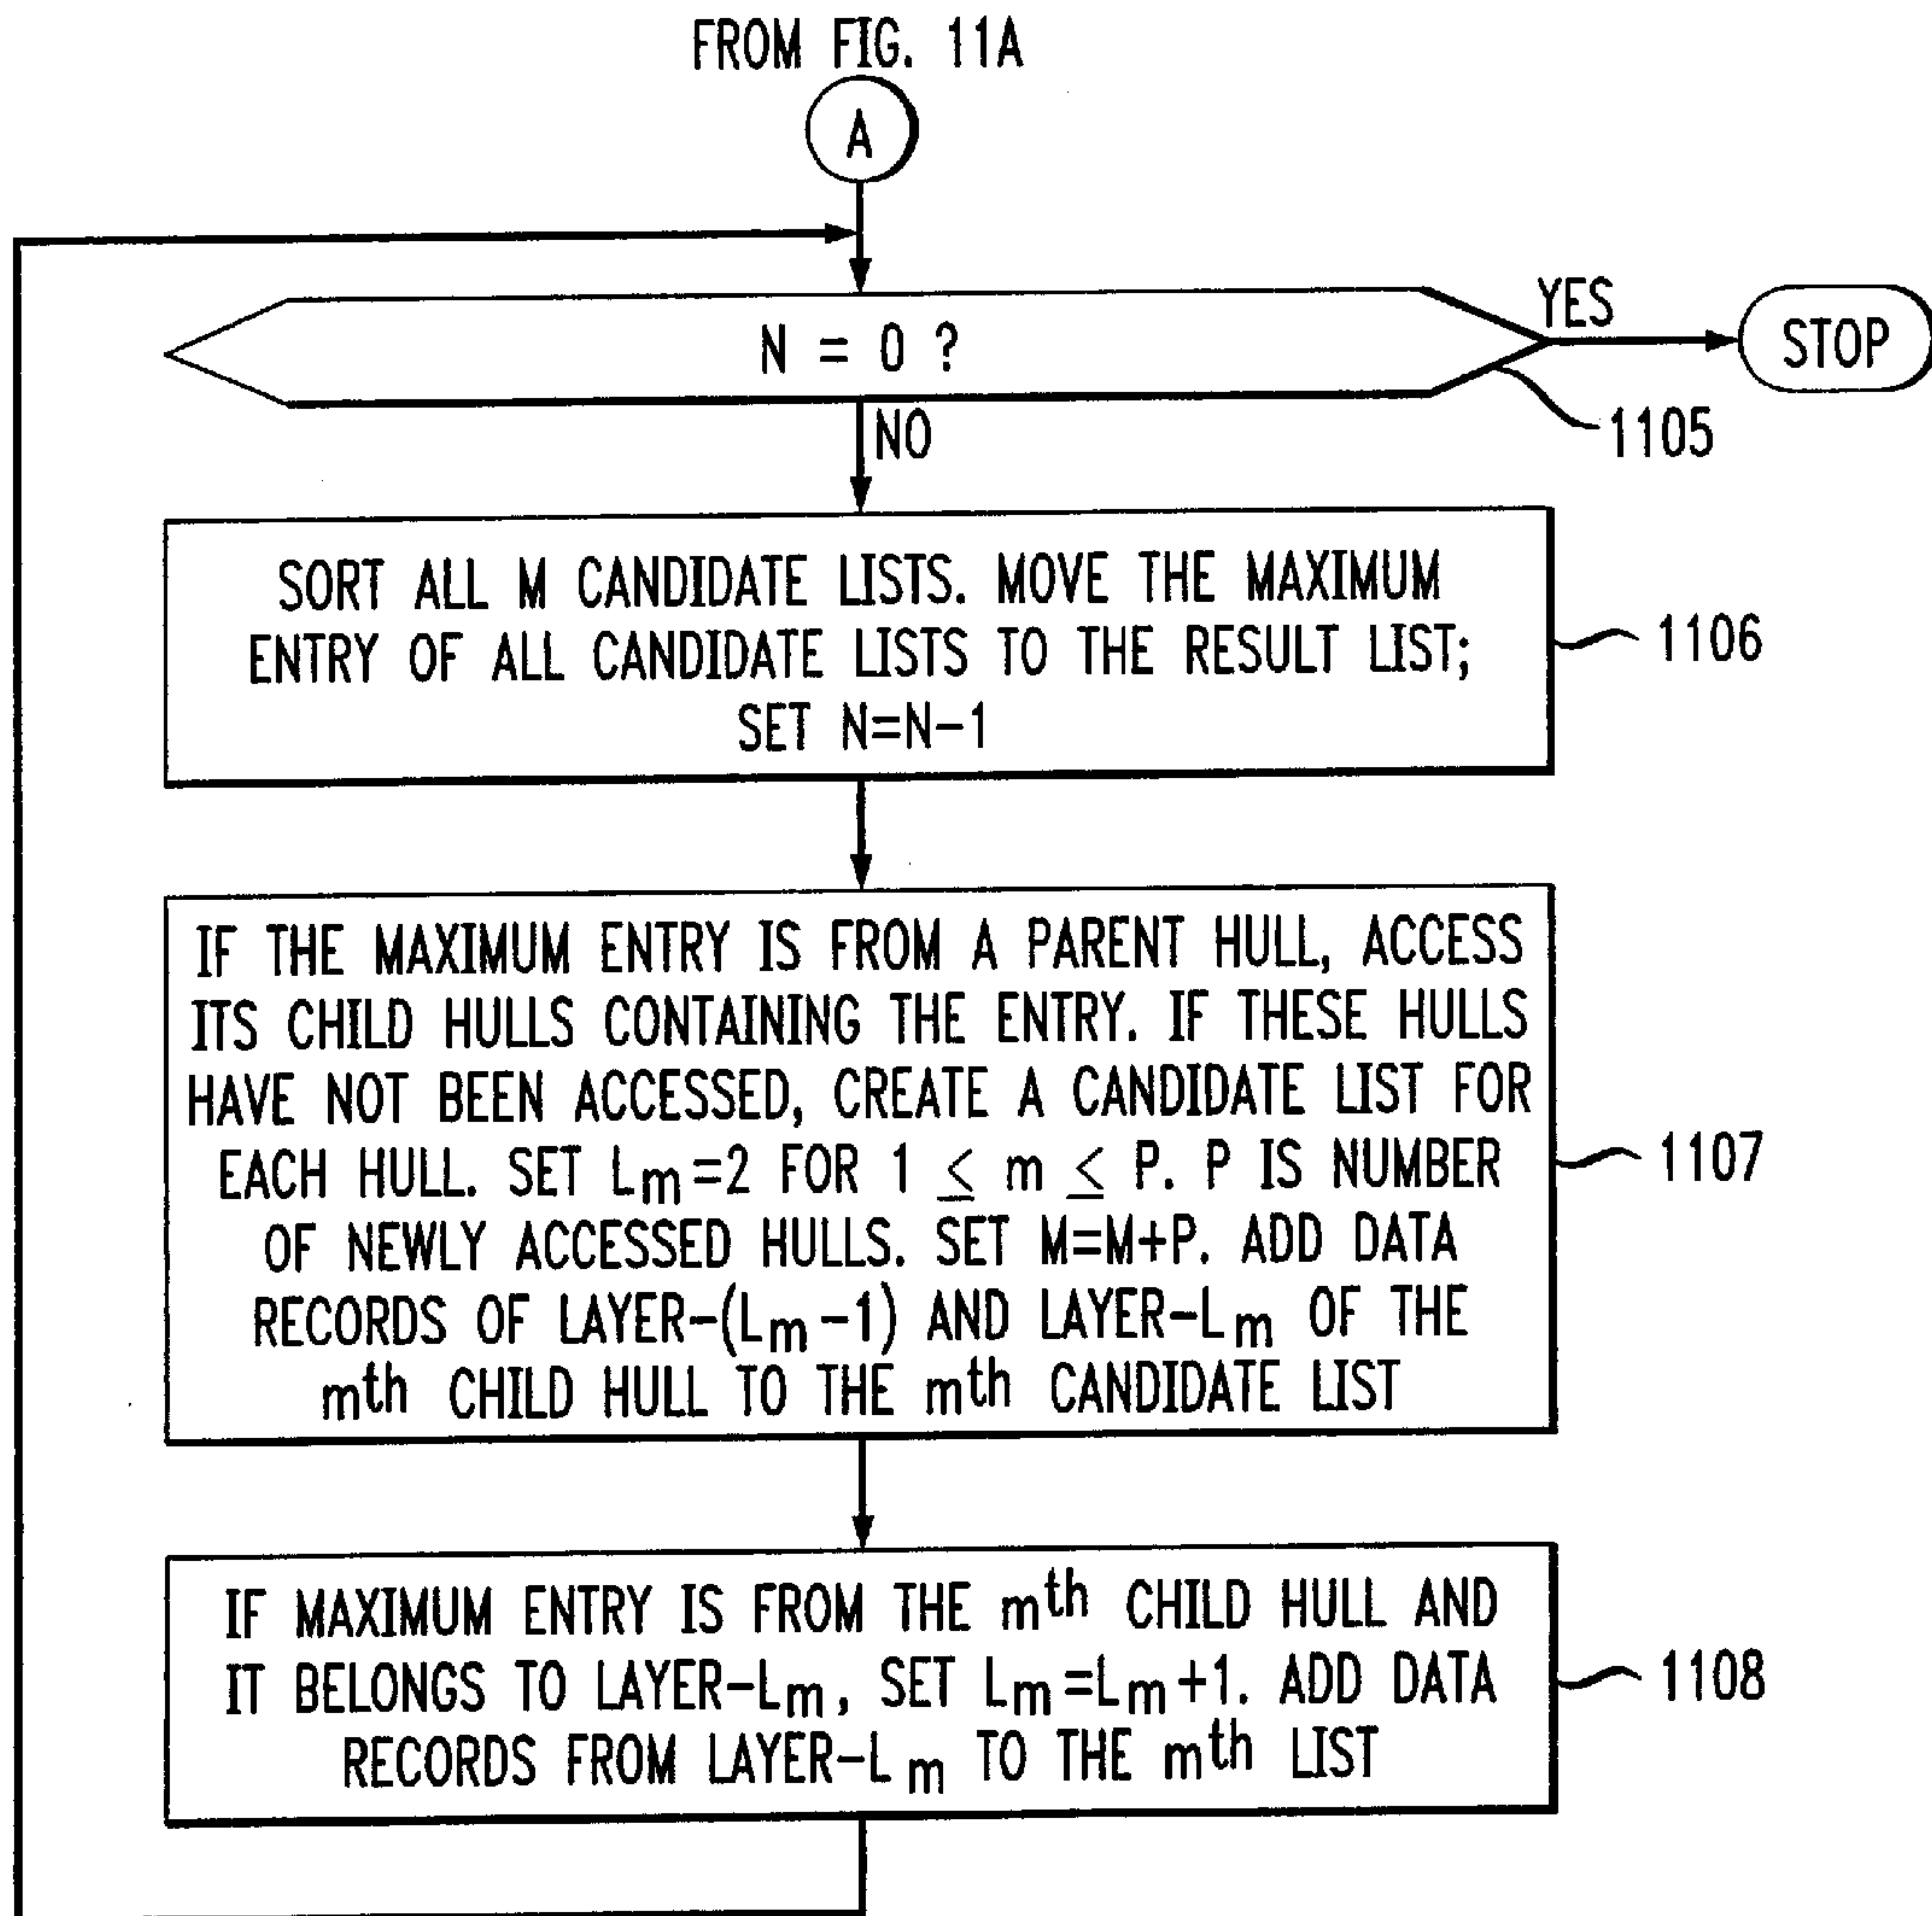 FROM FIG. 11A
A
N = 0 ?
YES
STOP
1105
NO
SORT ALL M CANDIDATE LISTS. MOVE THE MAXIMUM
ENTRY OF ALL CANDIDATE LISTS TO THE RESULT LIST;
SET N=N-1
1106
IF THE MAXIMUM ENTRY IS FROM A PARENT HULL, ACCESS
ITS CHILD HULLS CONTAINING THE ENTRY. IF THESE HULLS
HAVE NOT BEEN ACCESSED, CREATE A CANDIDATE LIST FOR
EACH HULL. SET Lm=2 FOR 1 ≤ m ≤ P. P IS NUMBER
OF NEWLY ACCESSED HULLS. SET M=M+P. ADD DATA
RECORDS OF LAYER-(Lm-1) AND LAYER-Lm OF THE
mth CHILD HULL TO THE mth CANDIDATE LIST
1107
IF MAXIMUM ENTRY IS FROM THE mth CHILD HULL AND
IT BELONGS TO LAYER-Lm, SET Lm=Lm+1. ADD DATA
RECORDS FROM LAYER-Lm TO THE mth LIST
1108